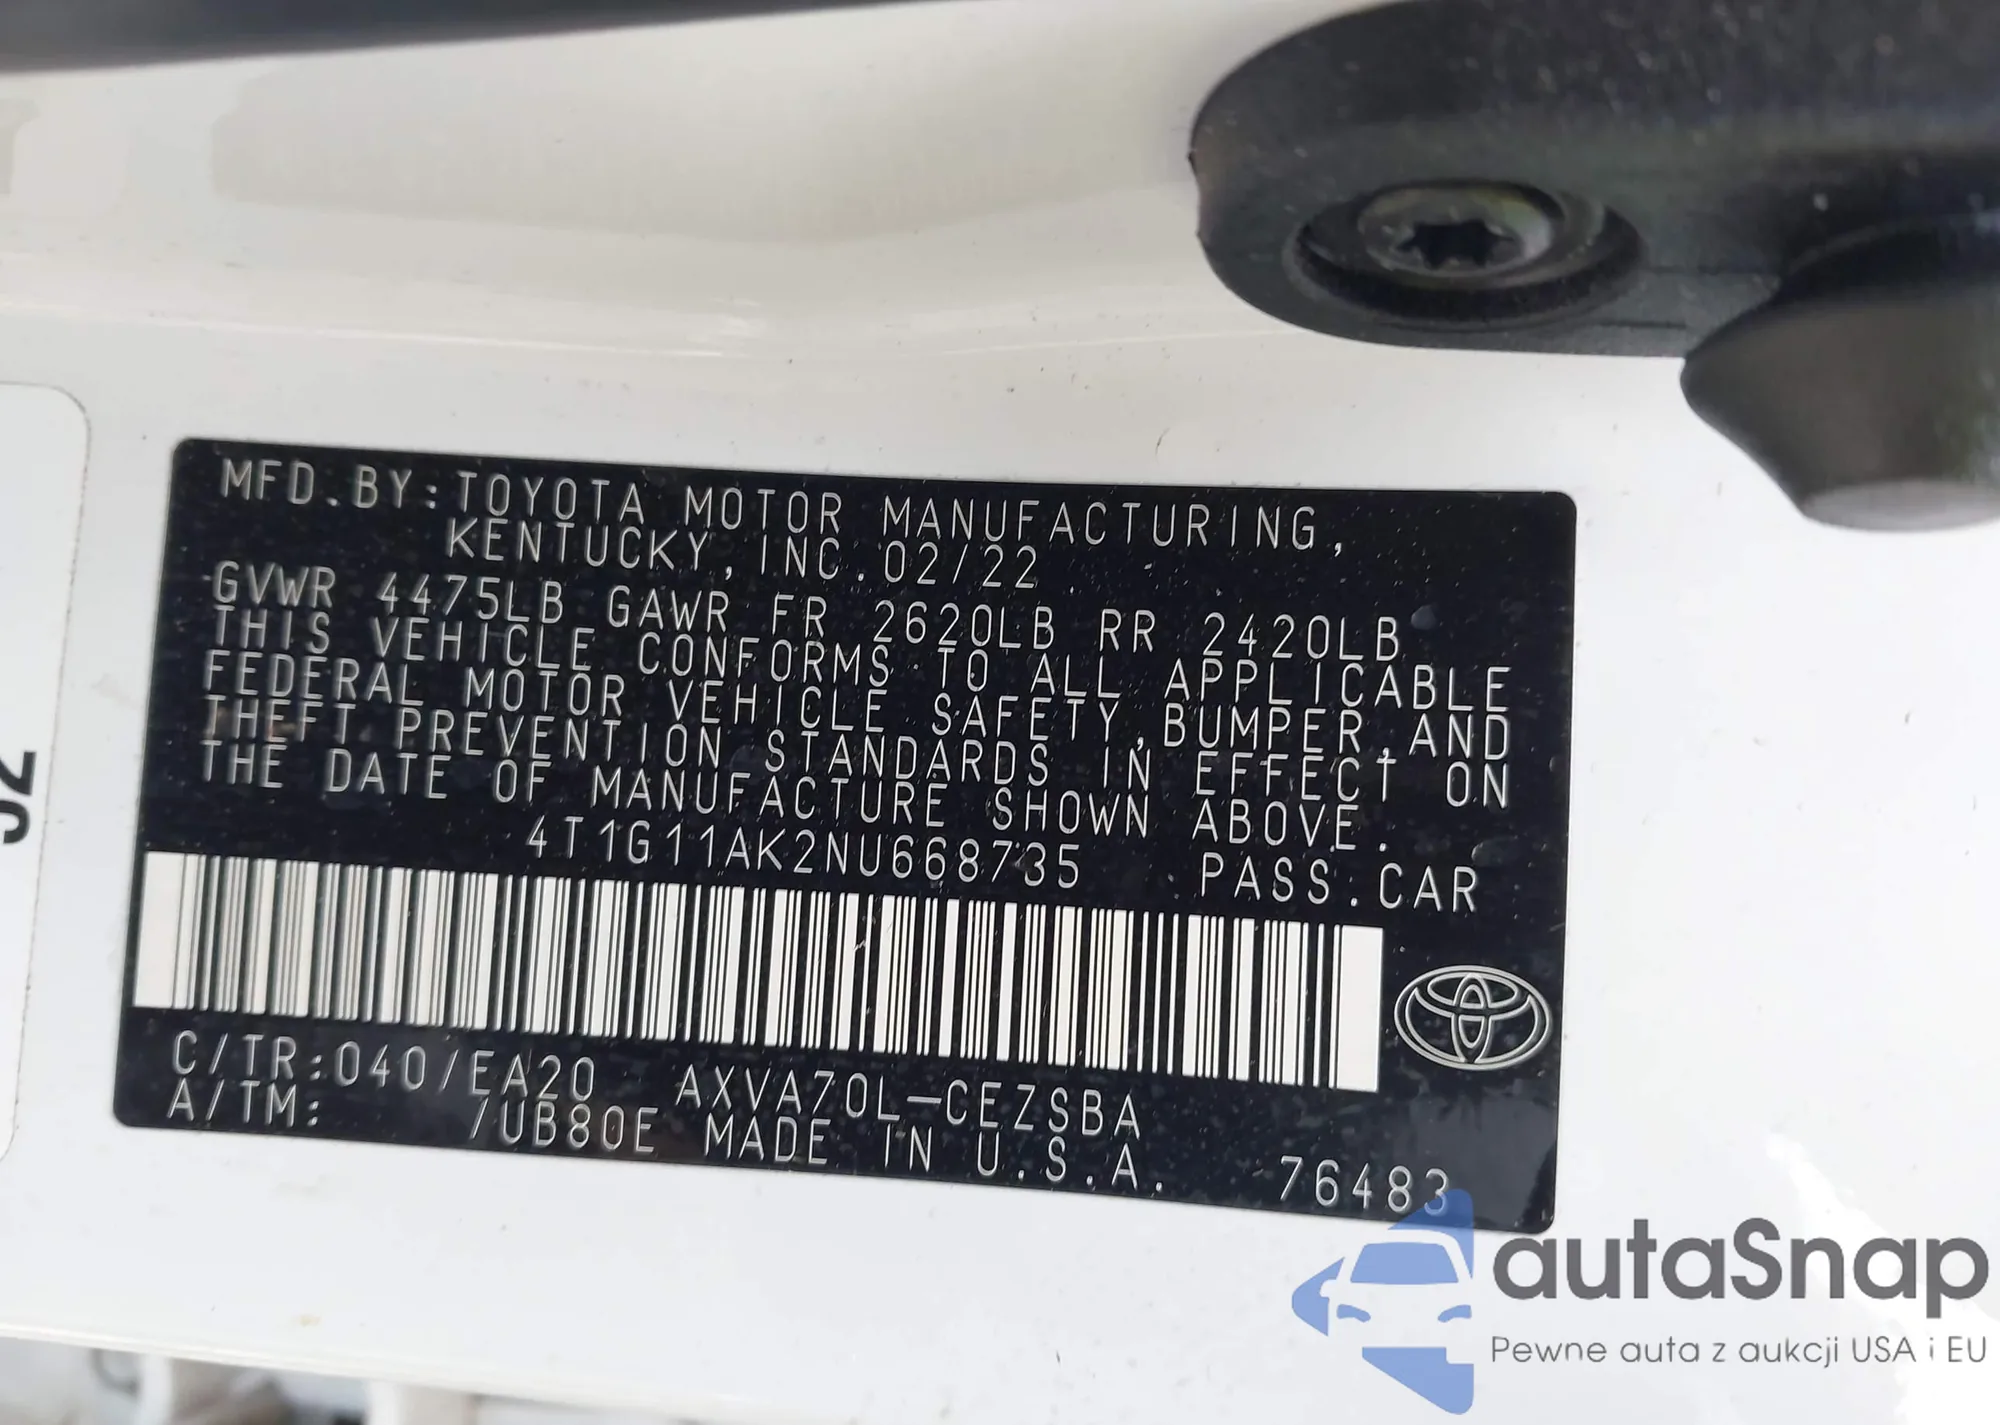 MFD.BY:TOYOTA MOTOR MANUFACTURING,
KENTUCKY,INC.02/22
GVWR 4475LB GAWR FR 2620LB RR 2420LB
THIS VEHICLE CONFORMS TO ALL APPLICABLE
FEDERAL MOTOR VEHICLE SAFETY,BUMPER,AND
THEFT PREVENTION STANDARDS IN EFFECT ON
THE DATE OF MANUFACTURE SHOWN ABOVE.
4T1G11AK2NU668735 PASS.CAR
C/TR:040/EA20 AXVA70L-CEZSBA
A/TM: /UB80E MADE IN U.S.A. 76483
autaSnap
Pewne auta z aukcji USA i EU